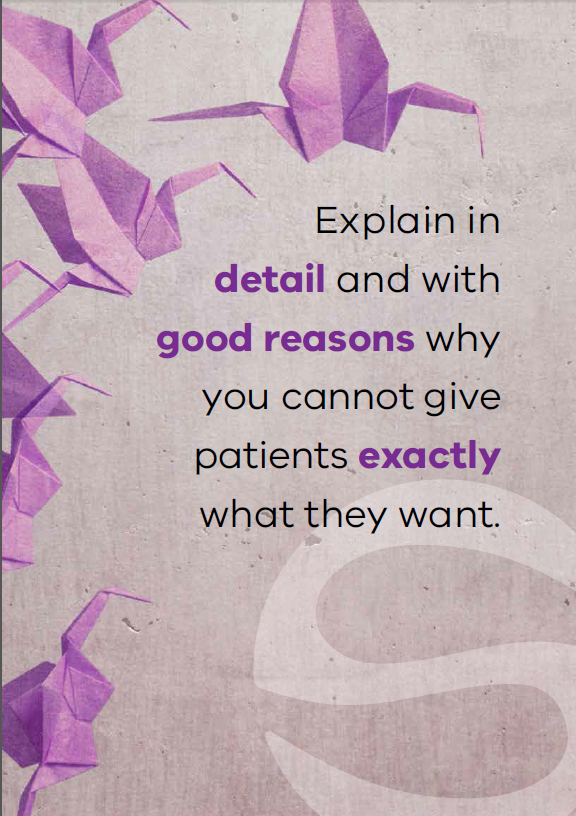 Explain in
detail and with
good reasons why
you cannot give
patients exactly
what they want.